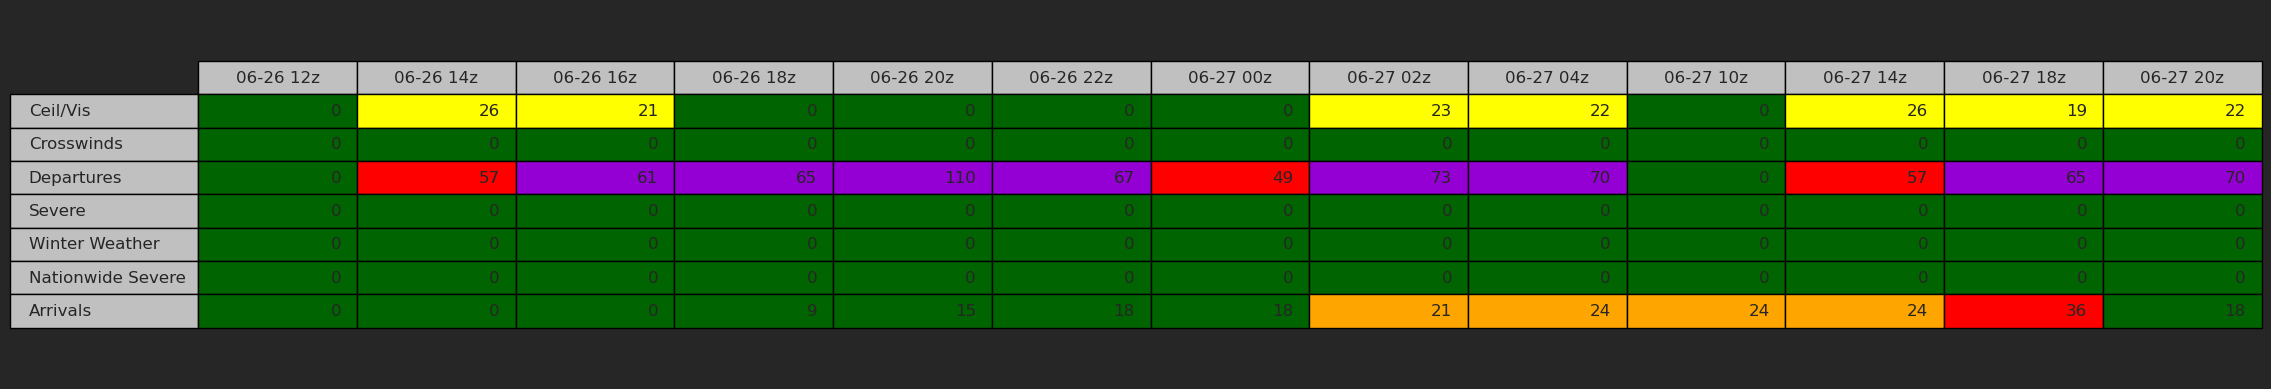 06-26 12z 06-26 14z 06-26 16z 06-26 18z 06-26 20z 06-26 22z 06-27 00z 06-27 02z 06-27 04z 06-27 10z 06-27 14z 06-27 18z 06-27 20z
Ceil/Vis 0 26 21 0 0 0 0 23 22 0 26 19 22
Crosswinds 0 0 0 0 0 0 0 0 0 0 0 0 0
Departures 0 57 61 65 110 67 49 73 70 0 57 65 70
Severe 0 0 0 0 0 0 0 0 0 0 0 0 0
Winter Weather 0 0 0 0 0 0 0 0 0 0 0 0 0
Nationwide Severe 0 0 0 0 0 0 0 0 0 0 0 0 0
Arrivals 0 0 0 9 15 18 18 21 24 24 24 36 18